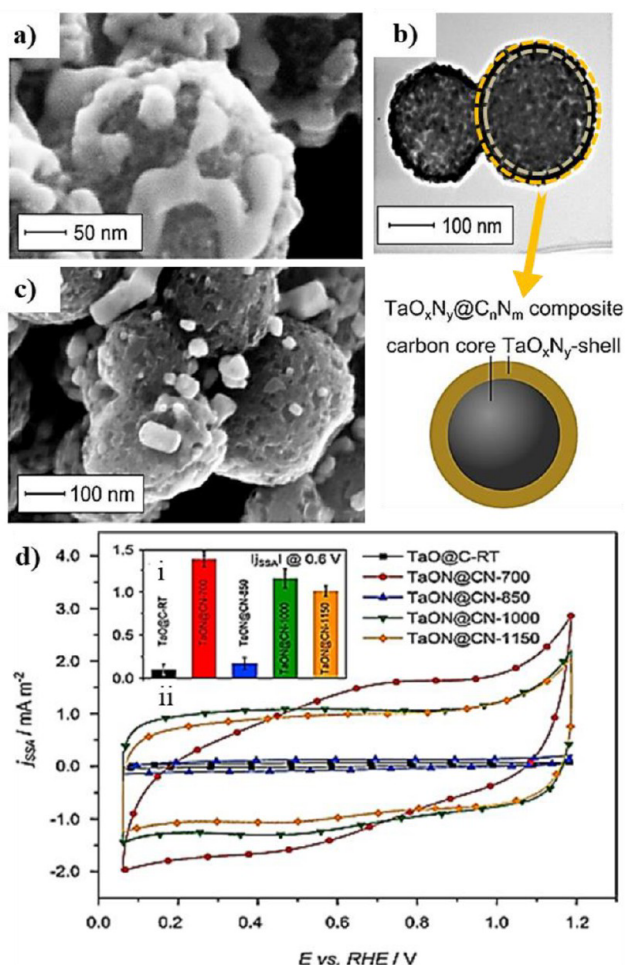 a)
50 nm
b)
100 nm
c)
100 nm
TaOxNy@CnNm composite
carbon core TaOxNy-shell
d)
4.0
3.0
2.0
1.0
0.0
-1.0
-2.0
jSSA / mA m-2
1.5
1.0
0.5
0.0
i
ii
|jSSA| @ 0.6 V
TaO@C-RT
TaON@CN-700
TaON@CN-850
TaON@CN-1000
TaON@CN-1150
TaO@C-RT
TaON@CN-700
TaON@CN-850
TaON@CN-1000
TaON@CN-1150
0.0 0.2 0.4 0.6 0.8 1.0 1.2
E vs. RHE / V